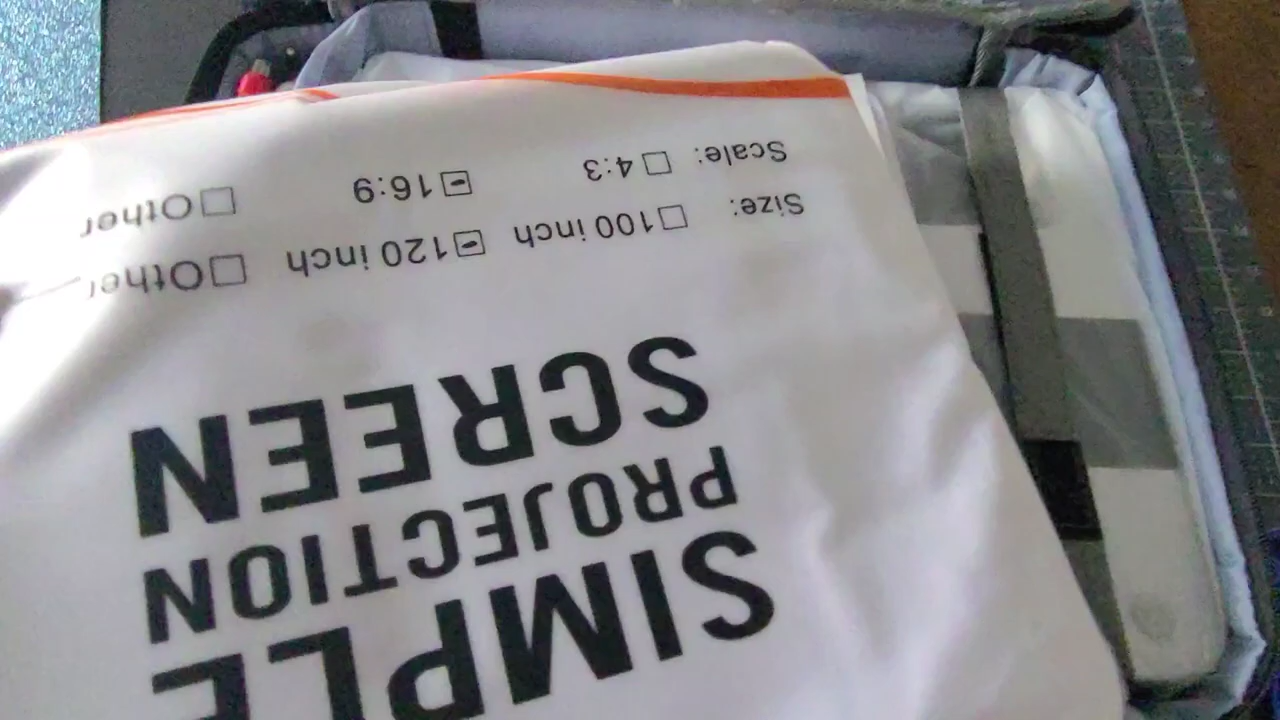 SIMPLE
PROJECTION
SCREEN
Size: ☐ 100 inch ☑ 120 inch ☐ Other
Scale: ☐ 4:3 ☑ 16:9 ☐ Other